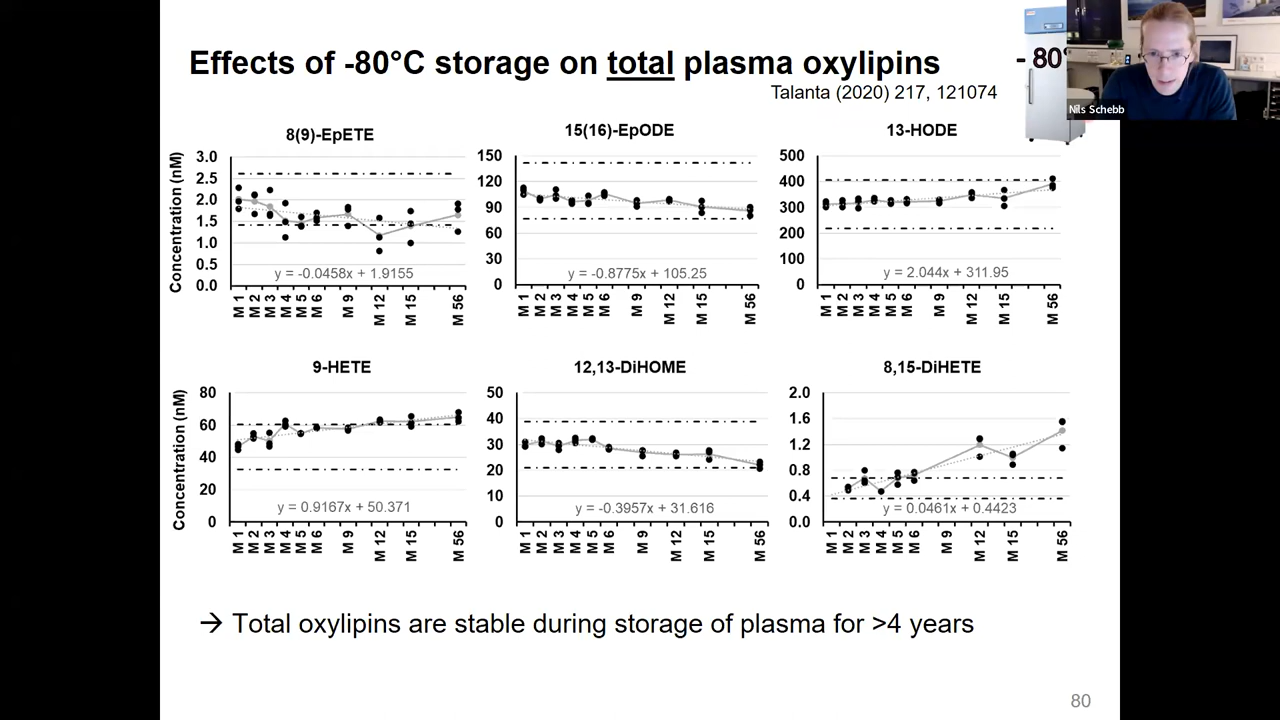 Effects of -80°C storage on total plasma oxylipins
- 80°
Nils Schebb
Talanta (2020) 217, 121074
8(9)-EpETE
Concentration (nM)
3.0
2.5
2.0
1.5
1.0
0.5
0.0
y = -0.0458x + 1.9155
M 1
M 2
M 3
M 4
M 5
M 6
M 9
M 12
M 15
M 56
15(16)-EpODE
150
120
90
60
30
0
y = -0.8775x + 105.25
M 1
M 2
M 3
M 4
M 5
M 6
M 9
M 12
M 15
M 56
13-HODE
500
400
300
200
100
0
y = 2.044x + 311.95
M 1
M 2
M 3
M 4
M 5
M 6
M 9
M 12
M 15
M 56
9-HETE
Concentration (nM)
80
60
40
20
0
y = 0.9167x + 50.371
M 1
M 2
M 3
M 4
M 5
M 6
M 9
M 12
M 15
M 56
12,13-DiHOME
50
40
30
20
10
0
y = -0.3957x + 31.616
M 1
M 2
M 3
M 4
M 5
M 6
M 9
M 12
M 15
M 56
8,15-DiHETE
2.0
1.6
1.2
0.8
0.4
0.0
y = 0.0461x + 0.4423
M 1
M 2
M 3
M 4
M 5
M 6
M 9
M 12
M 15
M 56
→ Total oxylipins are stable during storage of plasma for >4 years
80